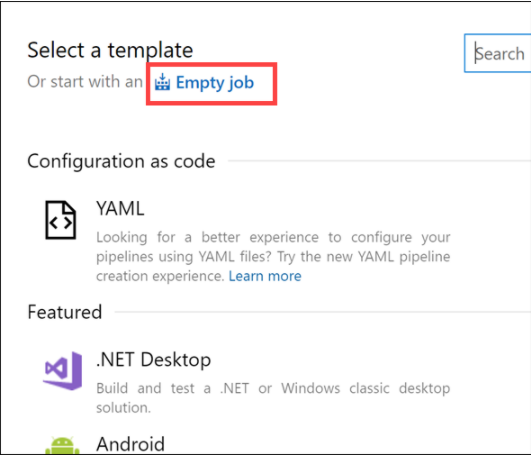 Select a template
Search
Or start with an Empty job
Configuration as code
YAML
Looking for a better experience to configure your
pipelines using YAML files? Try the new YAML pipeline
creation experience. Learn more
Featured
.NET Desktop
Build and test a .NET or Windows classic desktop
solution.
Android